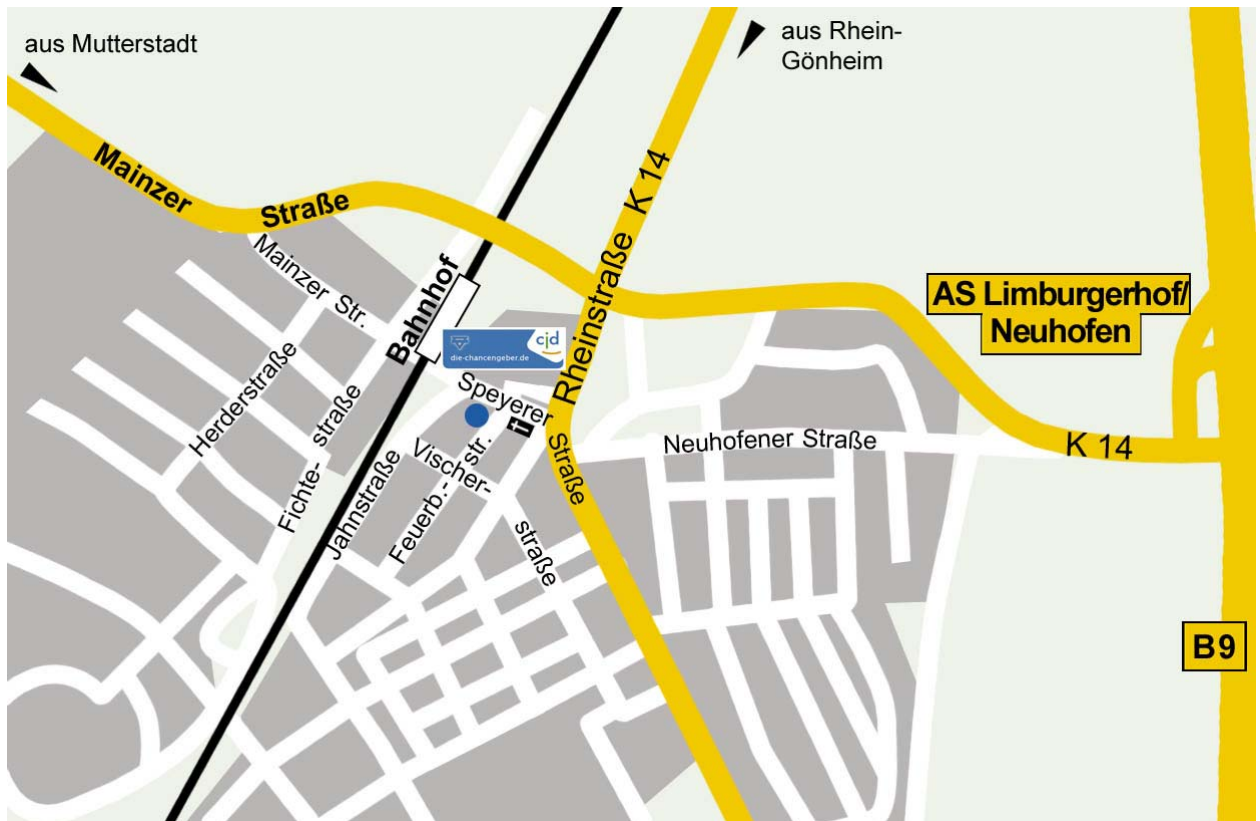 aus Mutterstadt
aus Rhein-
Gönheim
Mainzer
Straße
Rheinstraße K 14
Mainzer Str.
Bahnhof
AS Limburgerhof/
Neuhofen
cjd
die-chancengeber.de
Speyerer
Straße
Herderstraße
Fichte-
straße
Jahnstraße
Vischer-
straße
Feuerb.-
str.
Neuhofener Straße
K 14
B 9